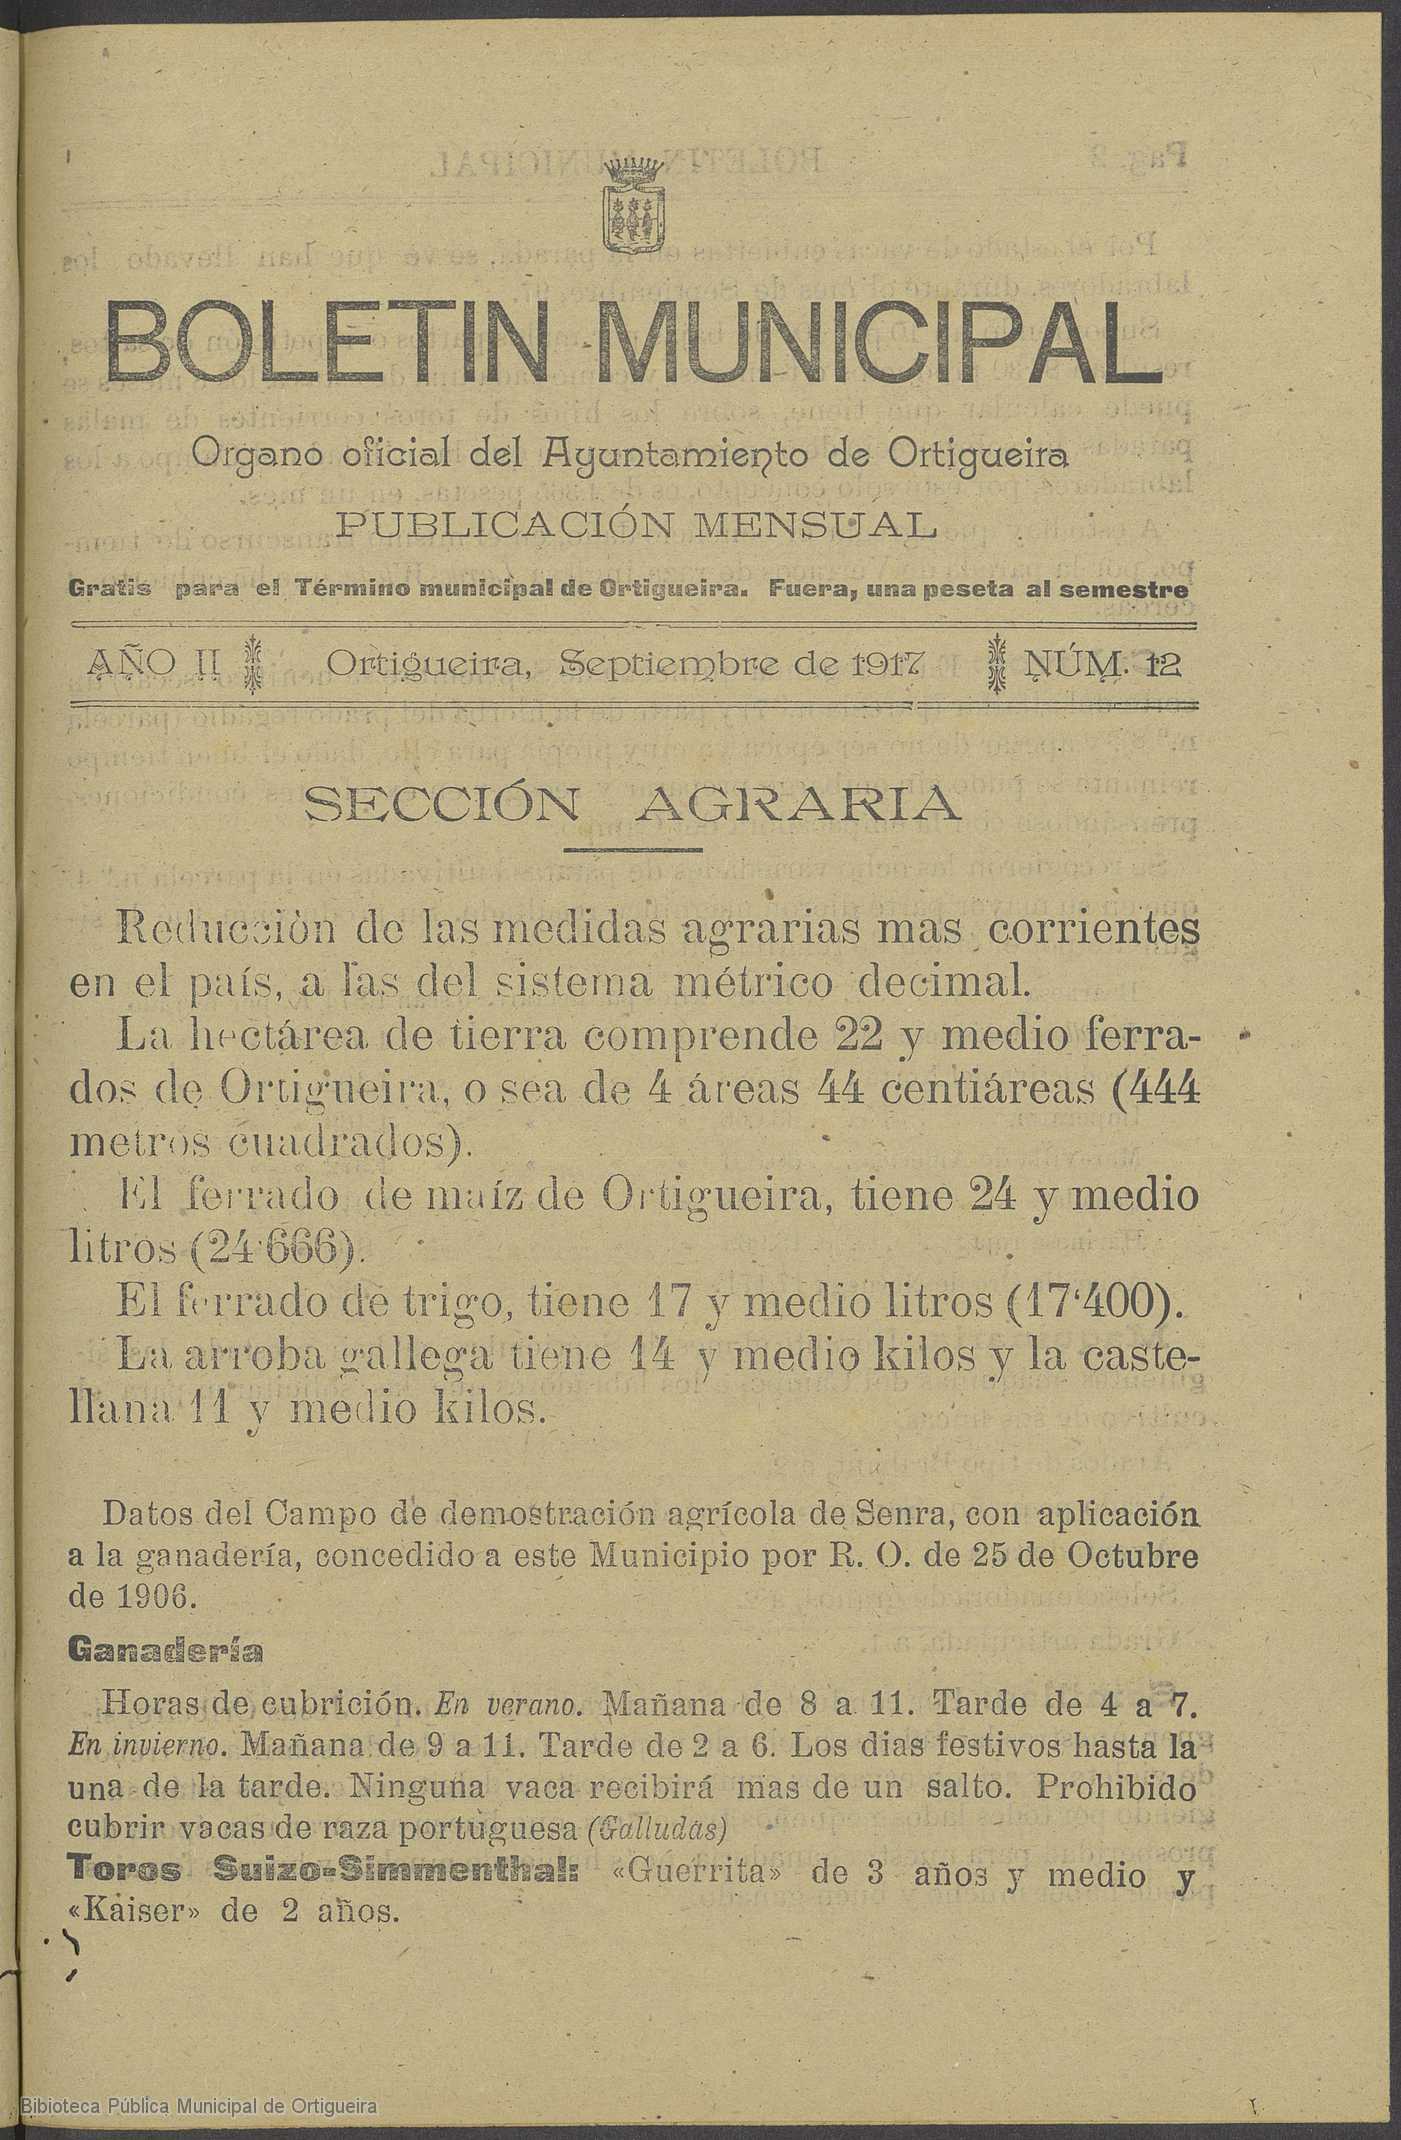 BOLETIN MUNICIPAL
Organo oficial del Ayuntamiento de Ortigueira
PUBLICACIÓN MENSUAL
Gratis para el Término municipal de Ortigueira. Fuera, una peseta al semestre
AÑO II Ortigueira, Septiembre de 1917 NÚM. 12
SECCIÓN AGRARIA
Reducciòn de las medidas agrarias mas corrientes
en el país, a las del sistema métrico decimal.
La hectárea de tierra comprende 22 y medio ferra-
dos de Ortigueira, o sea de 4 áreas 44 centiáreas (444
metros cuadrados).
El ferrado de maíz de Ortigueira, tiene 24 y medio
litros (24'666).
El ferrado de trigo, tiene 17 y medio litros (17'400).
La arroba gallega tiene 14 y medio kilos y la caste-
llana 11 y medio kilos.
Datos del Campo de demostración agrícola de Senra, con aplicación
a la ganadería, concedido a este Municipio por R. O. de 25 de Octubre
de 1906.
Ganadería
Horas de cubrición. En verano. Mañana de 8 a 11. Tarde de 4 a 7.
En invierno. Mañana de 9 a 11. Tarde de 2 a 6. Los dias festivos hasta la
una de la tarde. Ninguna vaca recibirá mas de un salto. Prohibido
cubrir vacas de raza portuguesa (Galludas)
Toros Suizo-Simmenthal: «Guerrita» de 3 años y medio y
«Kaiser» de 2 años.
Bibioteca Pública Municipal de Ortigueira